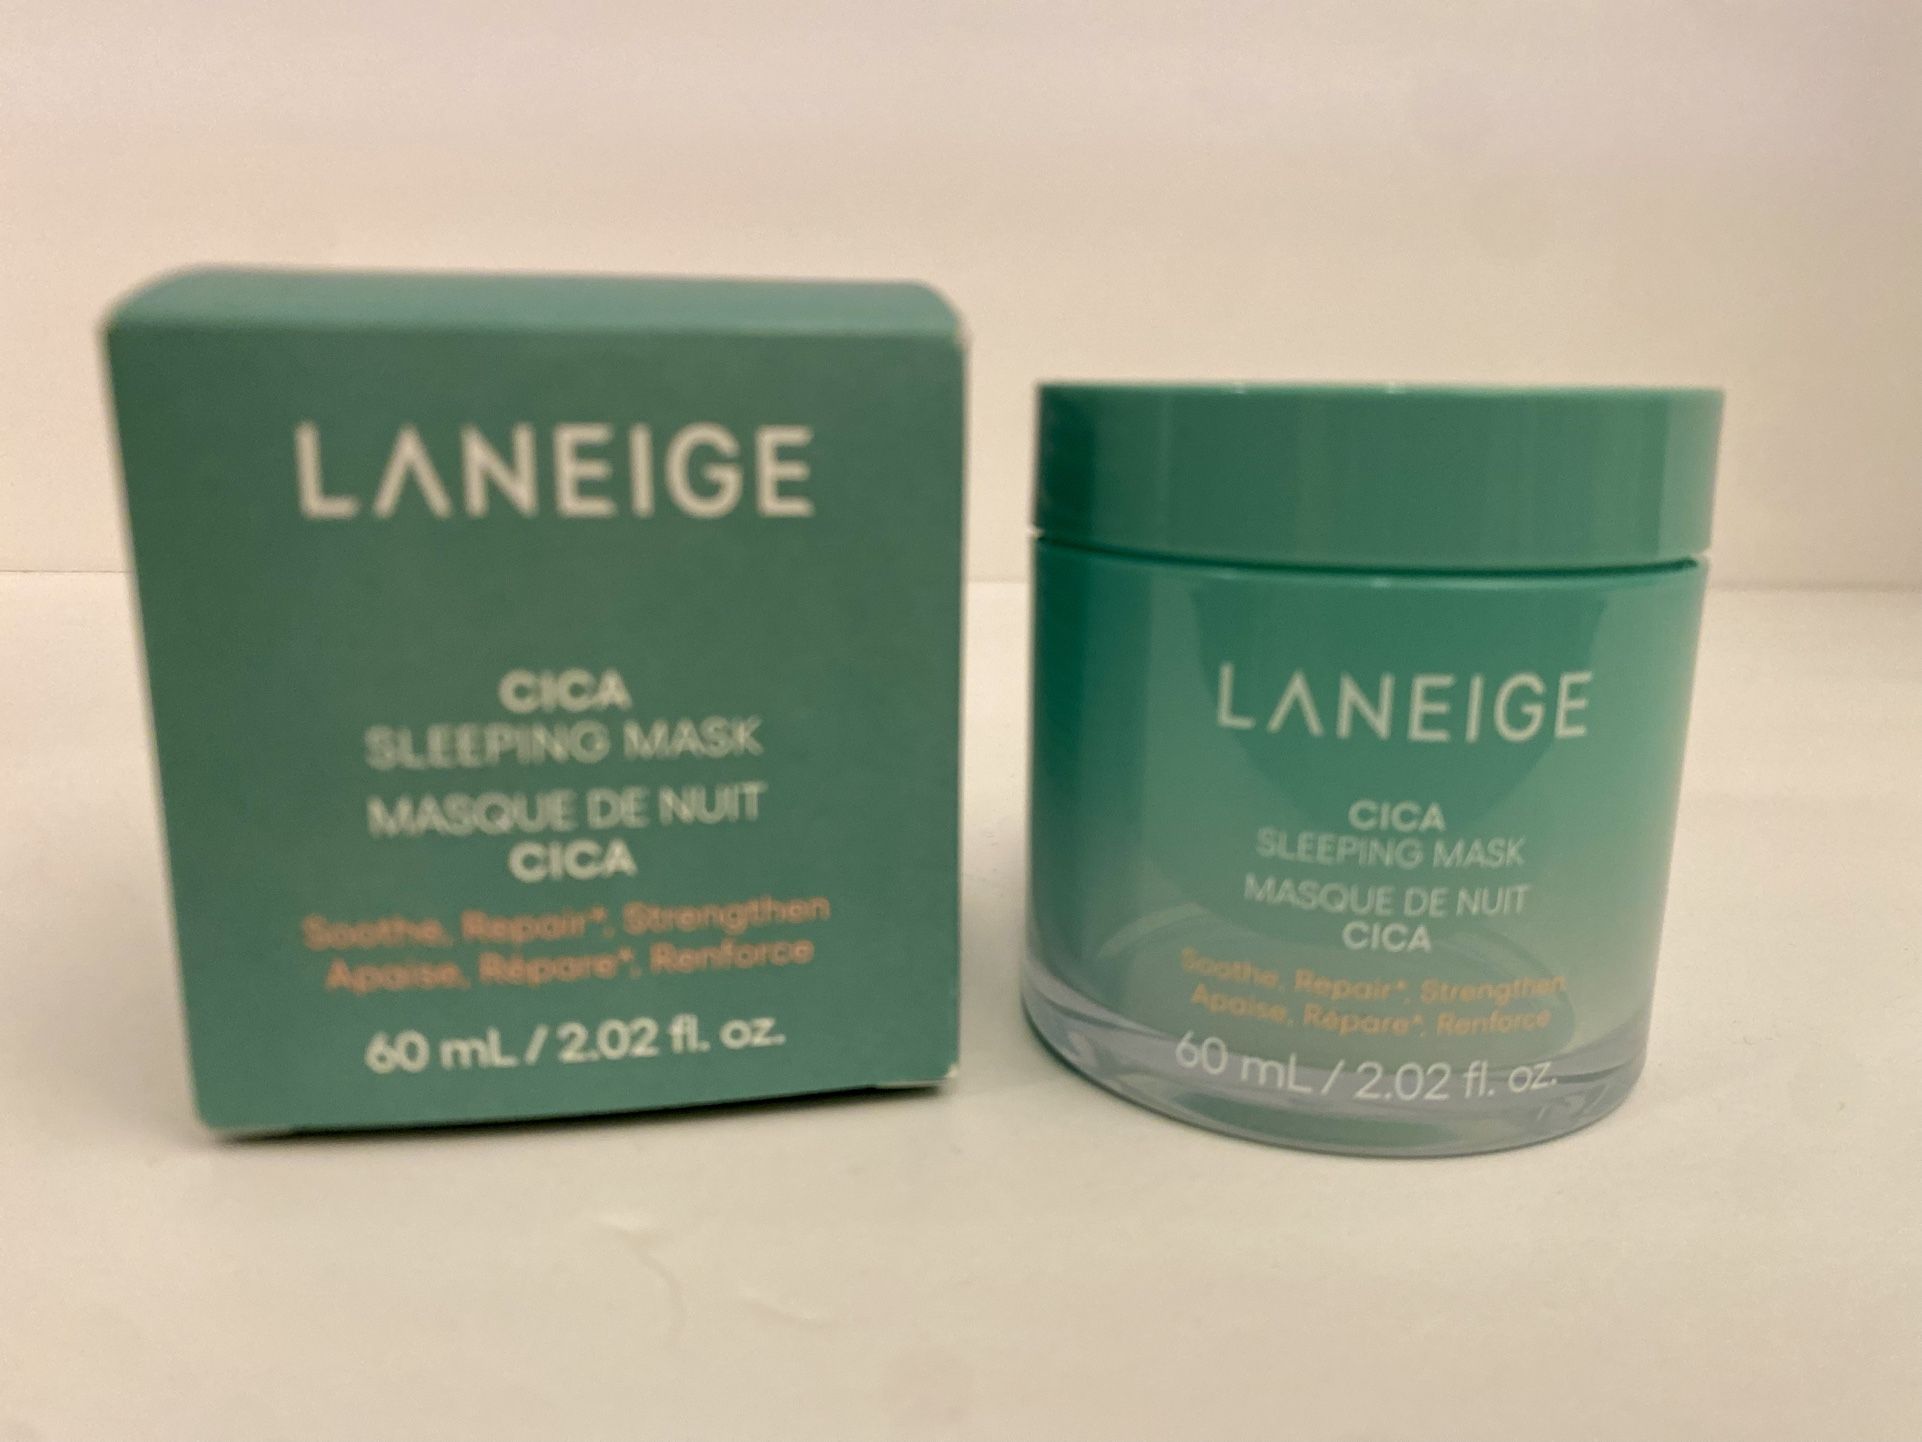 LANEIGE
CICA
SLEEPING MASK
MASQUE DE NUIT
CICA
Soothe, Repair*, Strengthen
Apaise, Répare*, Renforce
60 mL / 2.02 fl. oz.
LANEIGE
CICA
SLEEPING MASK
MASQUE DE NUIT
CICA
Soothe, Repair*, Strengthen
Apaise, Répare*, Renforce
60 mL / 2.02 fl. oz.